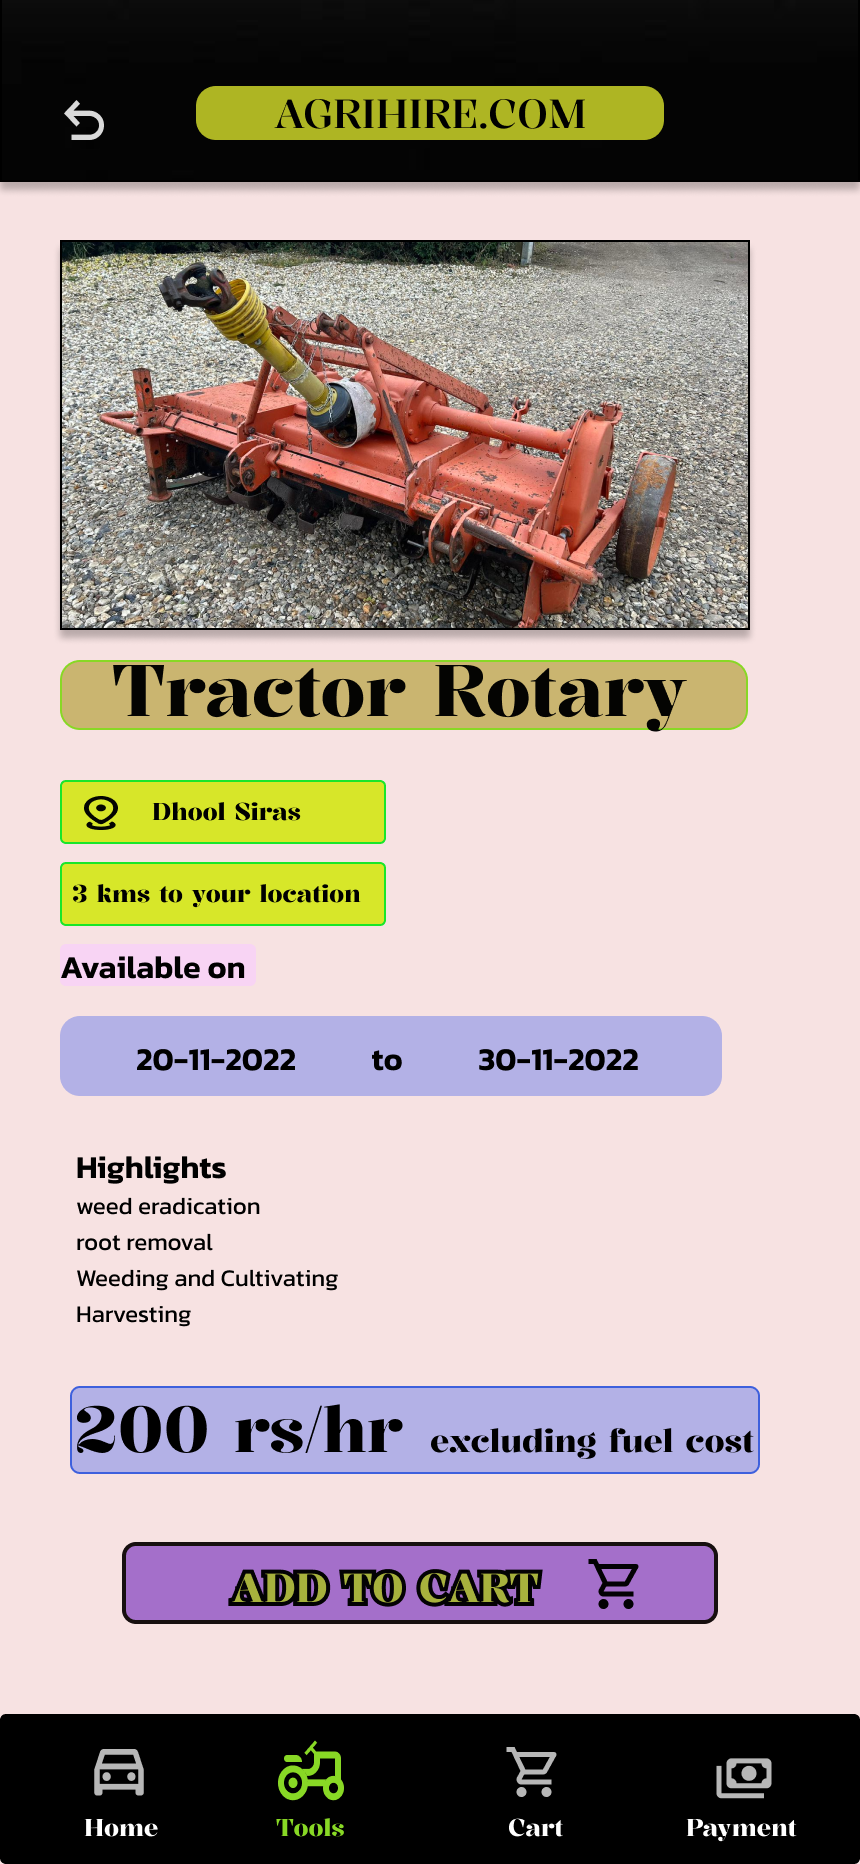 AGRIHIRE.COM
Tractor Rotary
Dhool Siras
3 kms to your location
Available on
20-11-2022 to 30-11-2022
Highlights
weed eradication
root removal
Weeding and Cultivating
Harvesting
200 rs/hr excluding fuel cost
ADD TO CART
Home Tools Cart Payment